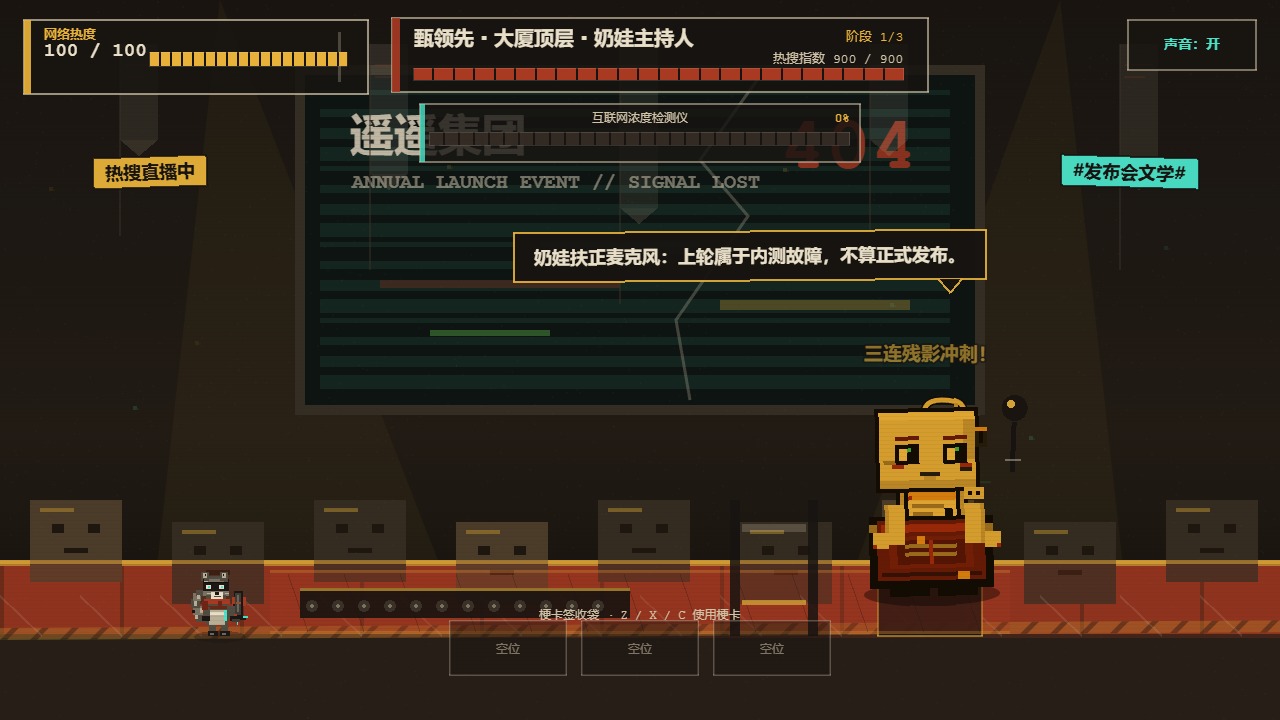 网络热度
100 / 100
甄领先·大厦顶层·奶娃主持人
阶段 1/3
热搜指数 900 / 900
声音: 开
互联网浓度检测仪
0%
遥遥集团
404
ANNUAL LAUNCH EVENT // SIGNAL LOST
热搜直播中
#发布会文学#
奶娃扶正麦克风：上轮属于内测故障，不算正式发布。
三连残影冲刺!
梗卡签收袋 · Z / X / C 使用梗卡
空位
空位
空位